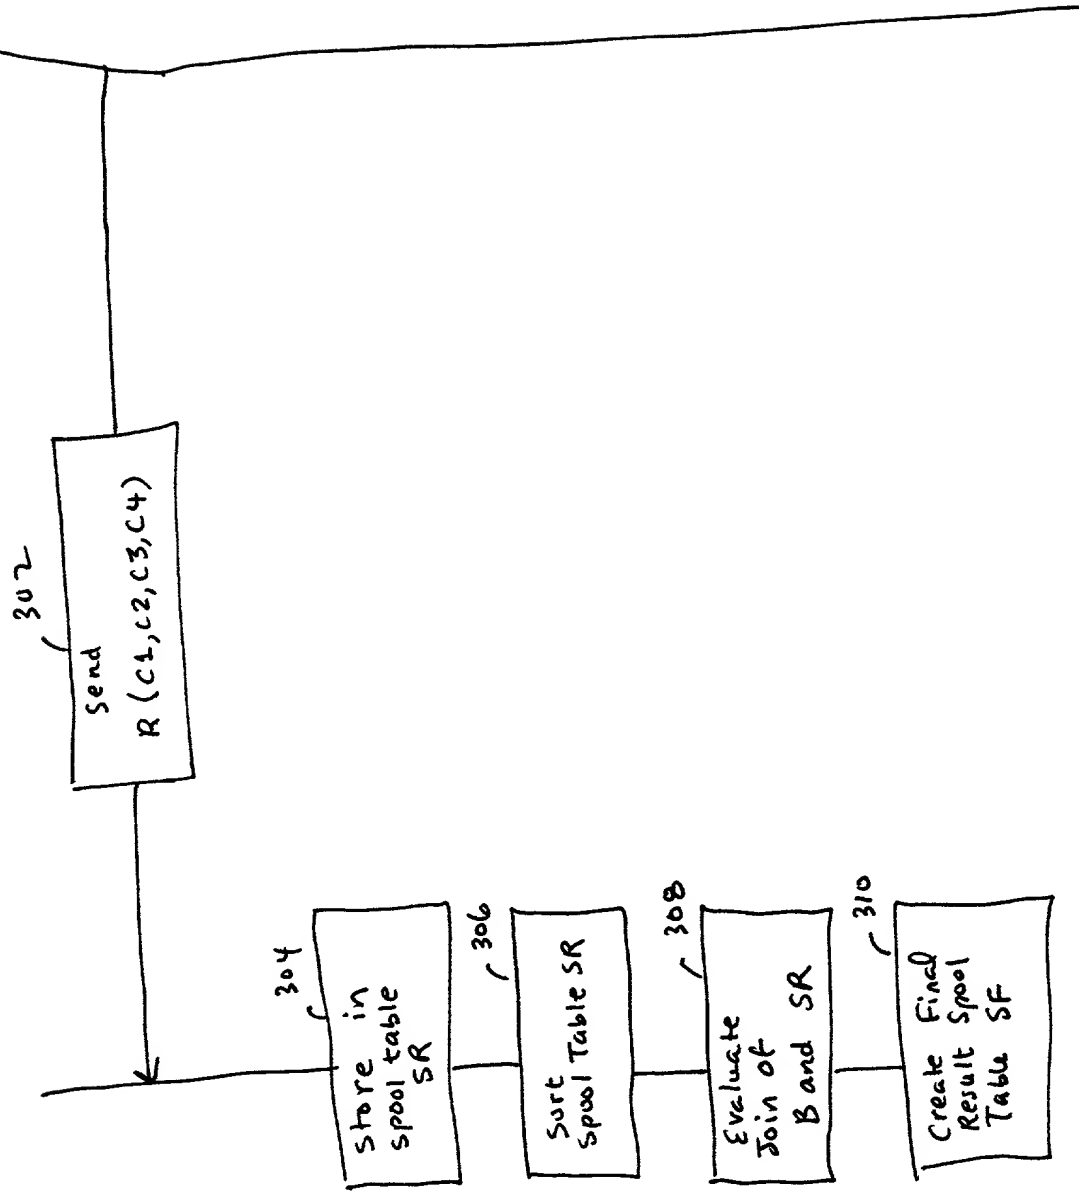 302
Send
R (C1,C2,C3,C4)
304
Store in
spool table
SR
306
Sort
Spool Table SR
308
Evaluate
Join of
B and SR
310
Create Final
Result Spool
Table SF